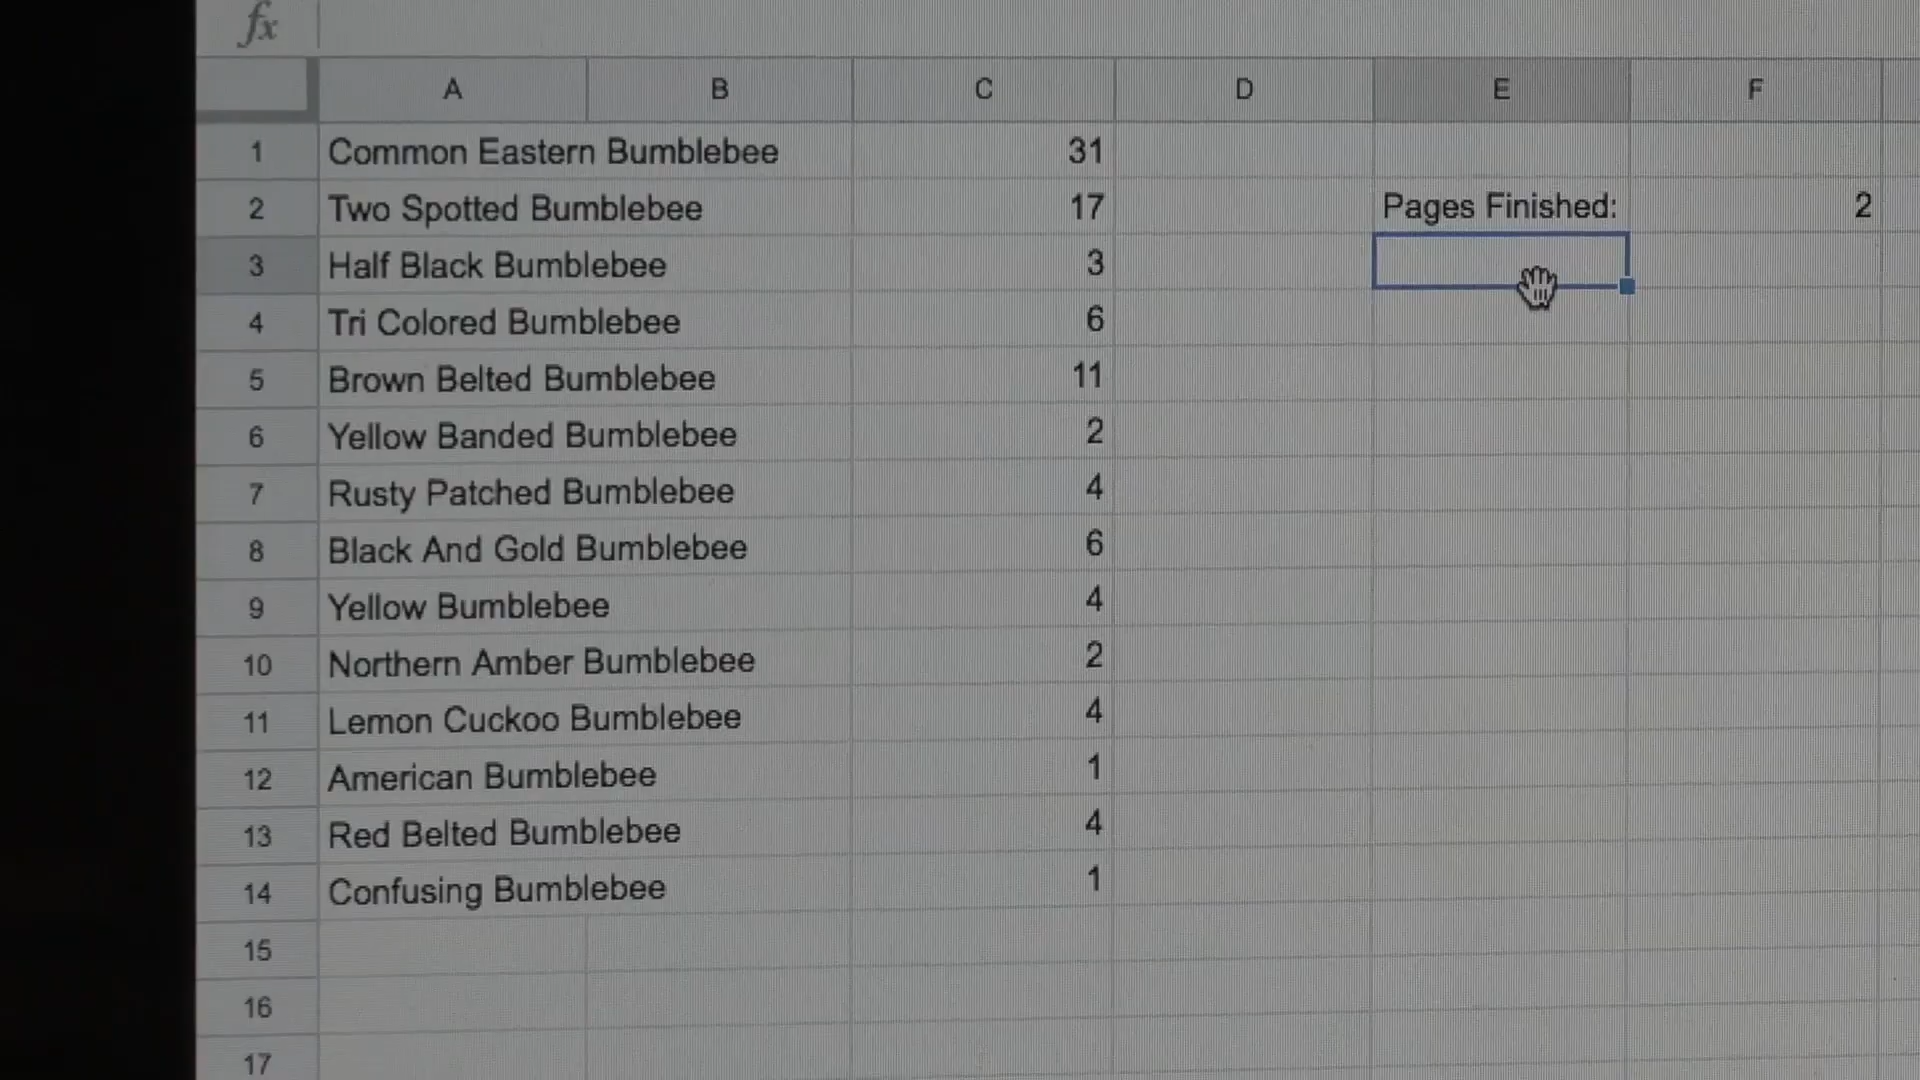 fx
A B C D E F
1 Common Eastern Bumblebee 31
2 Two Spotted Bumblebee 17 Pages Finished: 2
3 Half Black Bumblebee 3
4 Tri Colored Bumblebee 6
5 Brown Belted Bumblebee 11
6 Yellow Banded Bumblebee 2
7 Rusty Patched Bumblebee 4
8 Black And Gold Bumblebee 6
9 Yellow Bumblebee 4
10 Northern Amber Bumblebee 2
11 Lemon Cuckoo Bumblebee 4
12 American Bumblebee 1
13 Red Belted Bumblebee 4
14 Confusing Bumblebee 1
15
16
17